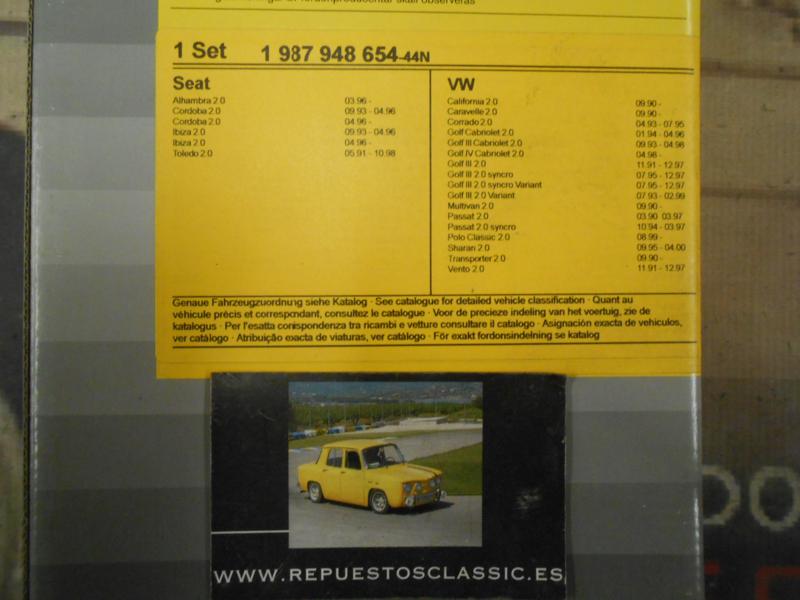 1 Set 1 987 948 654-44N
Seat
Alhambra 2.0 03.96 -
Cordoba 2.0 09.93 - 04.96
Cordoba 2.0 04.96 -
Ibiza 2.0 09.93 - 04.96
Ibiza 2.0 04.96 -
Toledo 2.0 05.91 - 10.98
VW
California 2.0 09.90 -
Caravelle 2.0 09.90 -
Corrado 2.0 04.93 - 07.95
Golf Cabriolet 2.0 01.94 - 04.96
Golf III Cabriolet 2.0 09.93 - 04.98
Golf IV Cabriolet 2.0 04.98 -
Golf III 2.0 11.91 - 12.97
Golf III 2.0 syncro 07.95 - 12.97
Golf III 2.0 syncro Variant 07.95 - 12.97
Golf III 2.0 Variant 07.93 - 02.99
Multivan 2.0 09.90 -
Passat 2.0 03.90 03.97
Passat 2.0 syncro 10.94 - 03.97
Polo Classic 2.0 08.99 -
Sharan 2.0 09.95 - 04.00
Transporter 2.0 09.90 -
Vento 2.0 11.91 - 12.97
Genaue Fahrzeugzuordnung siehe Katalog · See catalogue for detailed vehicle classification · Quant au
véhicule précis et correspondant, consultez le catalogue · Voor de precieze indeling van het voertuig, zie de
katalogus · Per l'esatta corrispondenza tra ricambi e vetture consultare il catalogo · Asignación exacta de vehículos,
ver catálogo · Atribuição exacta de viaturas, ver catálogo · För exakt fordonsindelning se katalog
WWW.REPUESTOSCLASSIC.ES